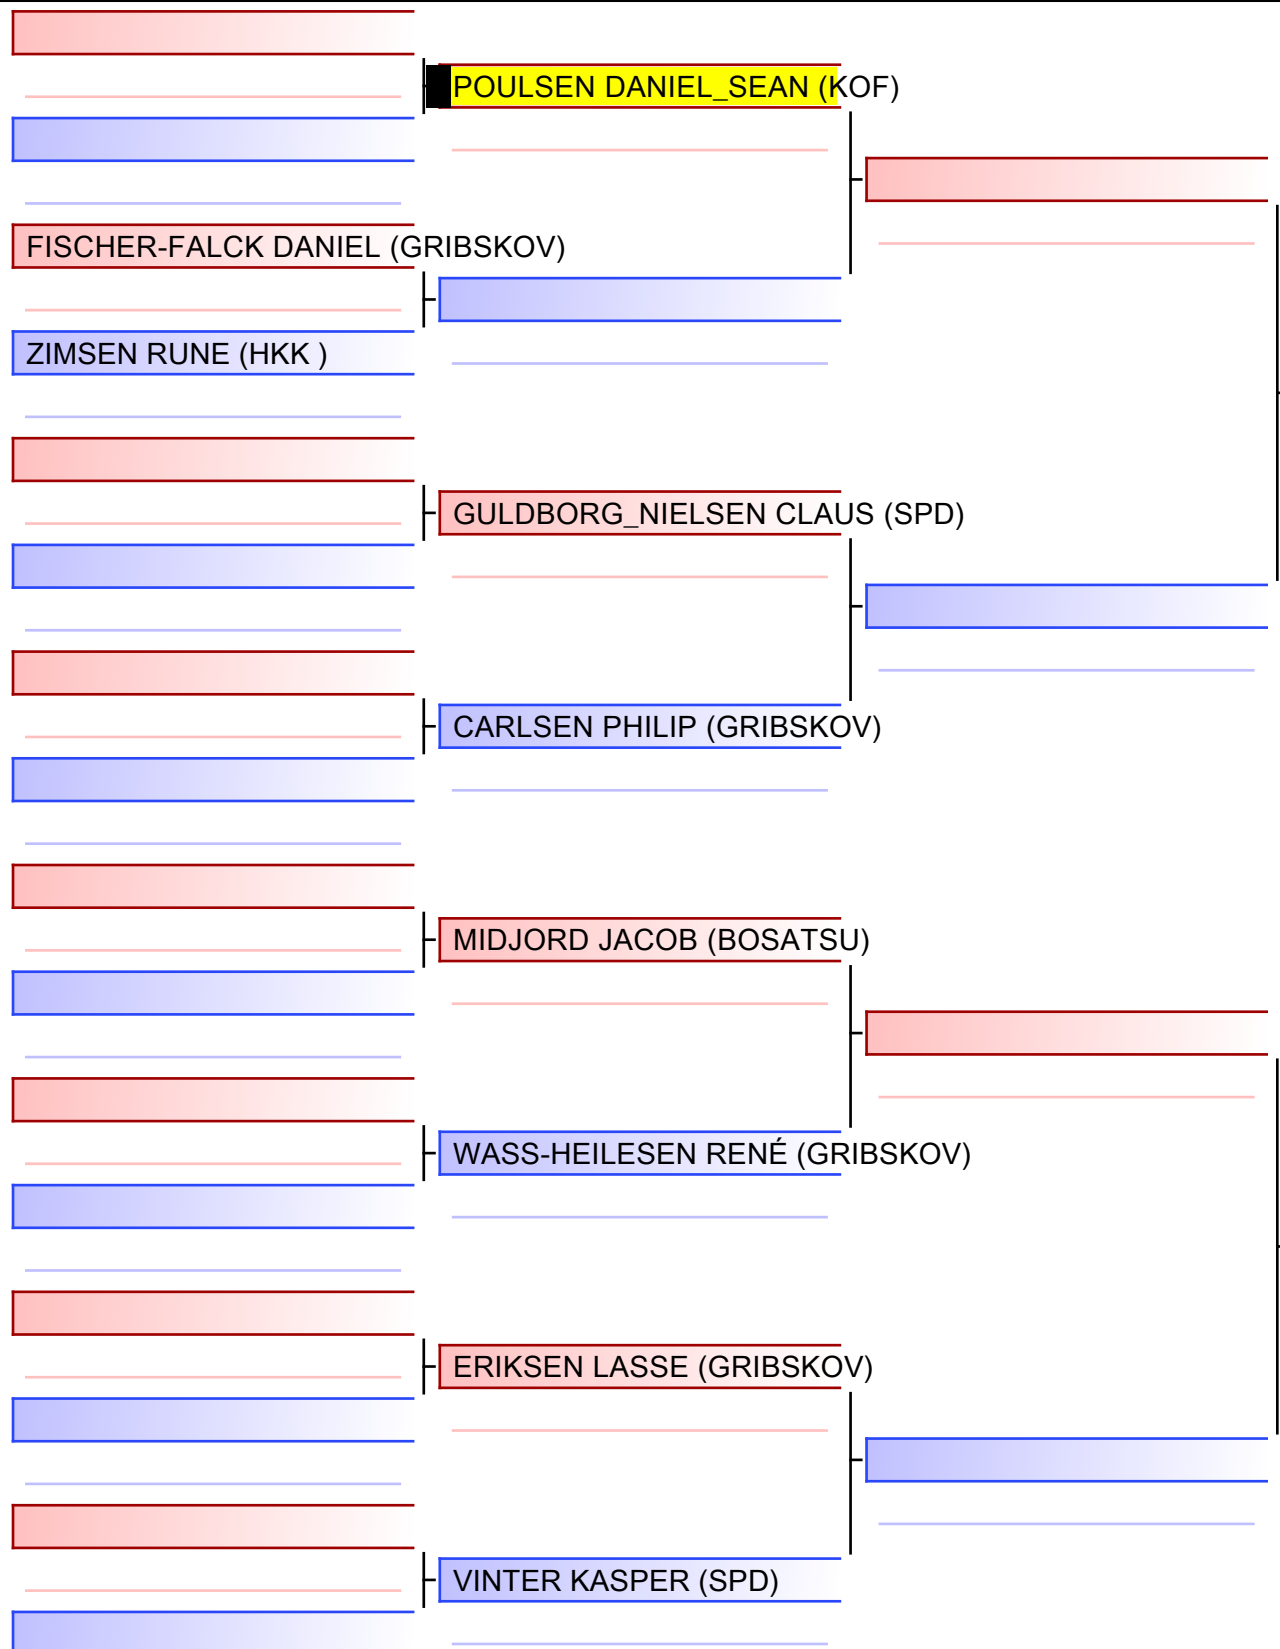 POULSEN DANIEL_SEAN (KOF)
FISCHER-FALCK DANIEL (GRIBSKOV)
ZIMSEN RUNE (HKK )
GULDBORG_NIELSEN CLAUS (SPD)
CARLSEN PHILIP (GRIBSKOV)
MIDJORD JACOB (BOSATSU)
WASS-HEILESEN RENÉ (GRIBSKOV)
ERIKSEN LASSE (GRIBSKOV)
VINTER KASPER (SPD)